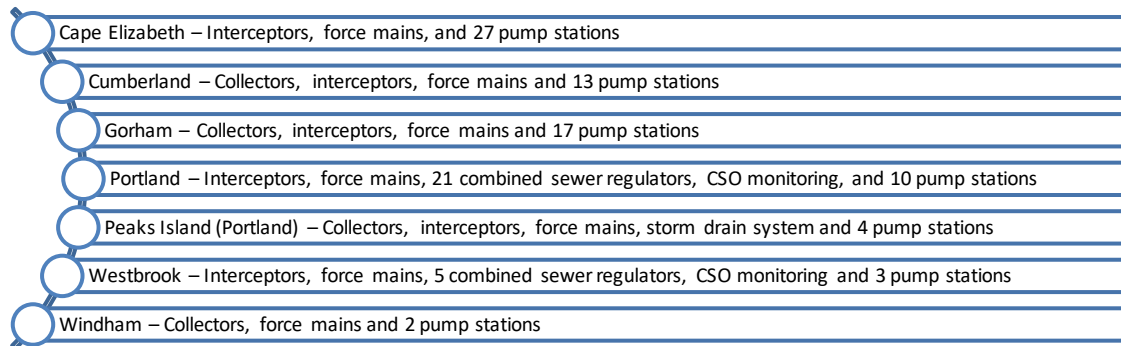 Cape Elizabeth – Interceptors, force mains, and 27 pump stations
Cumberland – Collectors, interceptors, force mains and 13 pump stations
Gorham – Collectors, interceptors, force mains and 17 pump stations
Portland – Interceptors, force mains, 21 combined sewer regulators, CSO monitoring, and 10 pump stations
Peaks Island (Portland) – Collectors, interceptors, force mains, storm drain system and 4 pump stations
Westbrook – Interceptors, force mains, 5 combined sewer regulators, CSO monitoring and 3 pump stations
Windham – Collectors, force mains and 2 pump stations